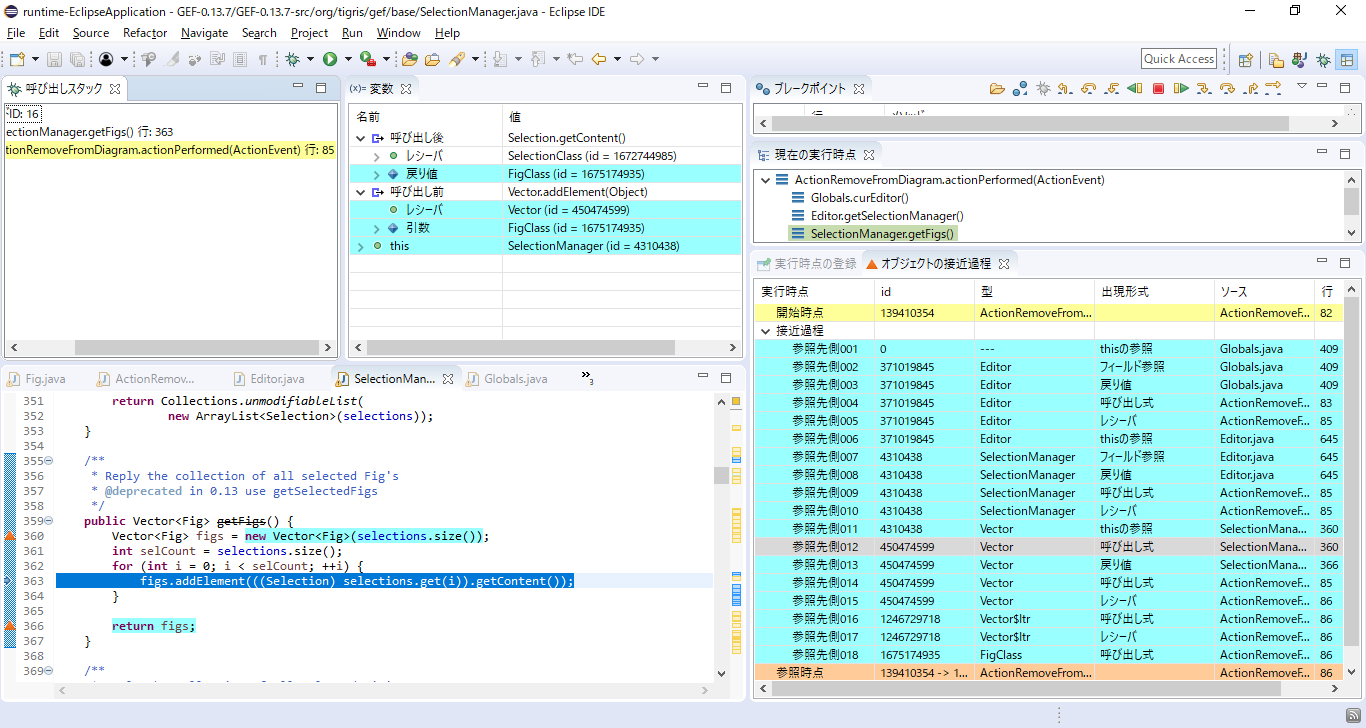 runtime-EclipseApplication - GEF-0.13.7/GEF-0.13.7-src/org/tigris/gef/base/SelectionManager.java - Eclipse IDE
File Edit Source Refactor Navigate Search Project Run Window Help
Quick Access
呼び出しスタック
ID: 16
ectionManager.getFigs() 行: 363
tionRemoveFromDiagram.actionPerformed(ActionEvent) 行: 85
(x)= 変数
名前 値
呼び出し後 Selection.getContent()
レシーバ SelectionClass (id = 1672744985)
戻り値 FigClass (id = 1675174935)
呼び出し前 Vector.addElement(Object)
レシーバ Vector (id = 450474599)
引数 FigClass (id = 1675174935)
this SelectionManager (id = 4310438)
ブレークポイント
現在の実行時点
ActionRemoveFromDiagram.actionPerformed(ActionEvent)
Globals.curEditor()
Editor.getSelectionManager()
SelectionManager.getFigs()
実行時点の登録 オブジェクトの接近過程
実行時点 id 型 出現形式 ソース 行
開始時点 139410354 ActionRemoveFrom... ActionRemoveF... 82
接近過程
参照先側001 0 --- thisの参照 Globals.java 409
参照先側002 371019845 Editor フィールド参照 Globals.java 409
参照先側003 371019845 Editor 戻り値 Globals.java 409
参照先側004 371019845 Editor 呼び出し式 ActionRemoveF... 83
参照先側005 371019845 Editor レシーバ ActionRemoveF... 85
参照先側006 371019845 Editor thisの参照 Editor.java 645
参照先側007 4310438 SelectionManager フィールド参照 Editor.java 645
参照先側008 4310438 SelectionManager 戻り値 Editor.java 645
参照先側009 4310438 SelectionManager 呼び出し式 ActionRemoveF... 85
参照先側010 4310438 SelectionManager レシーバ ActionRemoveF... 85
参照先側011 4310438 Vector thisの参照 SelectionMana... 360
参照先側012 450474599 Vector 呼び出し式 SelectionMana... 360
参照先側013 450474599 Vector 戻り値 SelectionMana... 366
参照先側014 450474599 Vector 呼び出し式 ActionRemoveF... 85
参照先側015 450474599 Vector レシーバ ActionRemoveF... 86
参照先側016 1246729718 Vector$Itr 呼び出し式 ActionRemoveF... 86
参照先側017 1246729718 Vector$Itr レシーバ ActionRemoveF... 86
参照先側018 1675174935 FigClass 呼び出し式 ActionRemoveF... 86
参照時点 139410354 -> 1... ActionRemoveFrom... ActionRemoveF... 86
Fig.java ActionRemov... Editor.java SelectionMan... Globals.java »3
351 return Collections.unmodifiableList(
352 new ArrayList<Selection>(selections));
353 }
354
355 /**
356 * Reply the collection of all selected Fig's
357 * @deprecated in 0.13 use getSelectedFigs
358 */
359 public Vector<Fig> getFigs() {
360 Vector<Fig> figs = new Vector<Fig>(selections.size());
361 int selCount = selections.size();
362 for (int i = 0; i < selCount; ++i) {
363 figs.addElement(((Selection) selections.get(i)).getContent());
364 }
365
366 return figs;
367 }
368
369 /**